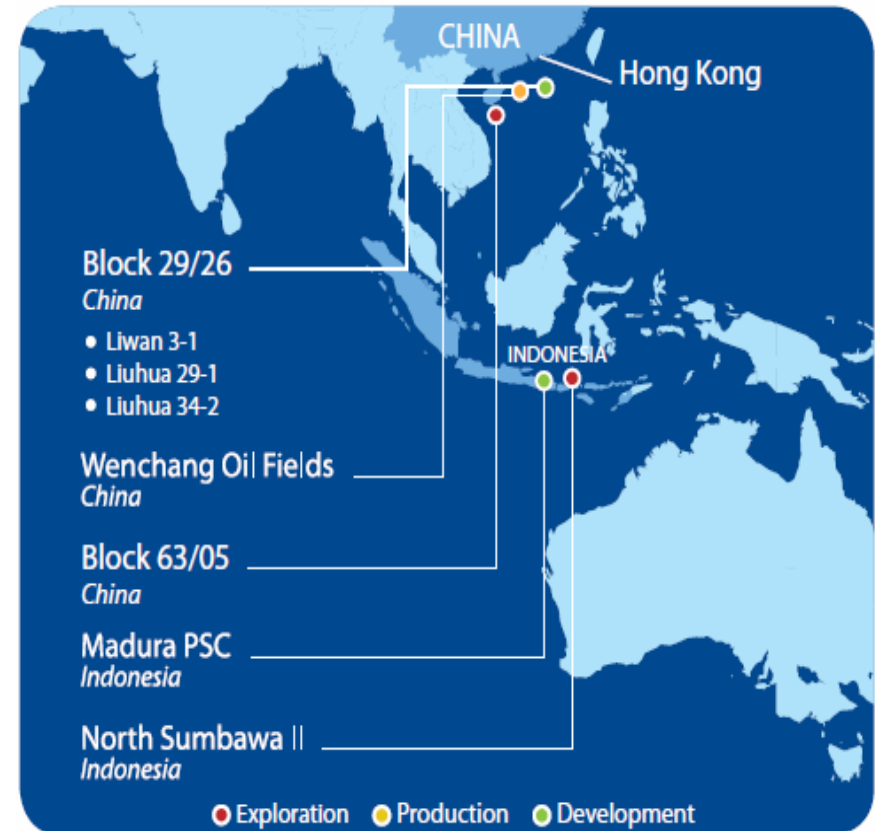 CHINA
Hong Kong
Block 29/26
China
• Liwan 3-1
• Liuhua 29-1
• Liuhua 34-2
INDONESIA
Wenchang Oil Fields
China
Block 63/05
China
Madura PSC
Indonesia
North Sumbawa II
Indonesia
Exploration Production Development